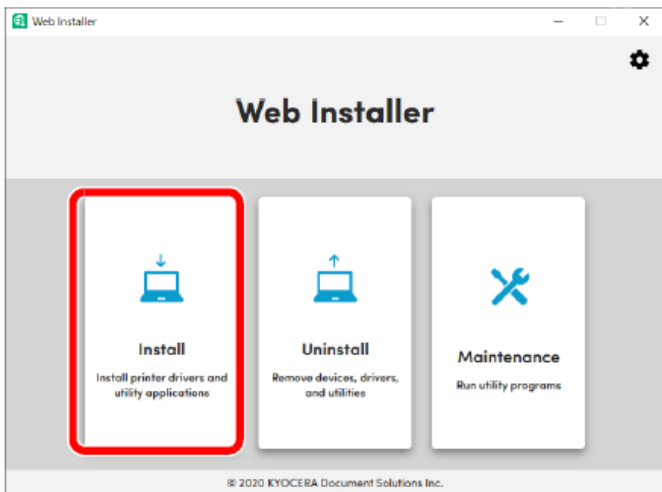 Web Installer
Web Installer
Install
Install printer drivers and
utility applications
Uninstall
Remove devices, drivers,
and utilities
Maintenance
Run utility programs
© 2020 KYOCERA Document Solutions Inc.